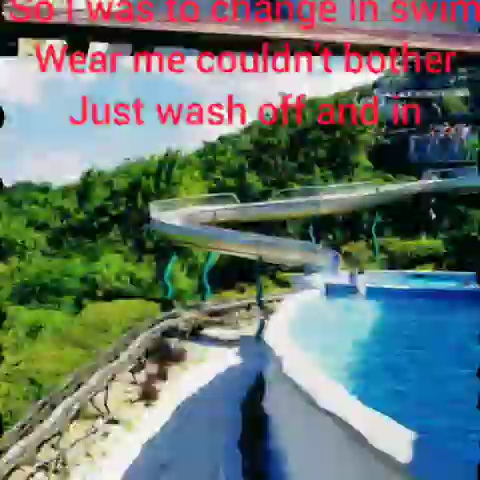 So I was to change in swim
Wear me couldn't bother
Just wash off and in